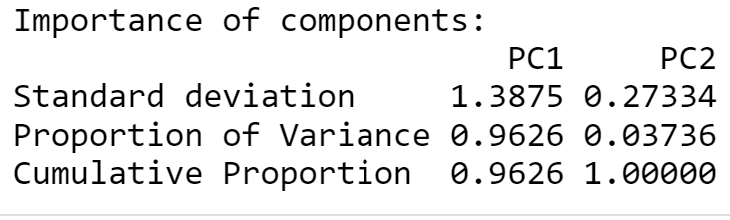 Importance of components:
PC1 PC2
Standard deviation 1.3875 0.27334
Proportion of Variance 0.9626 0.03736
Cumulative Proportion 0.9626 1.00000